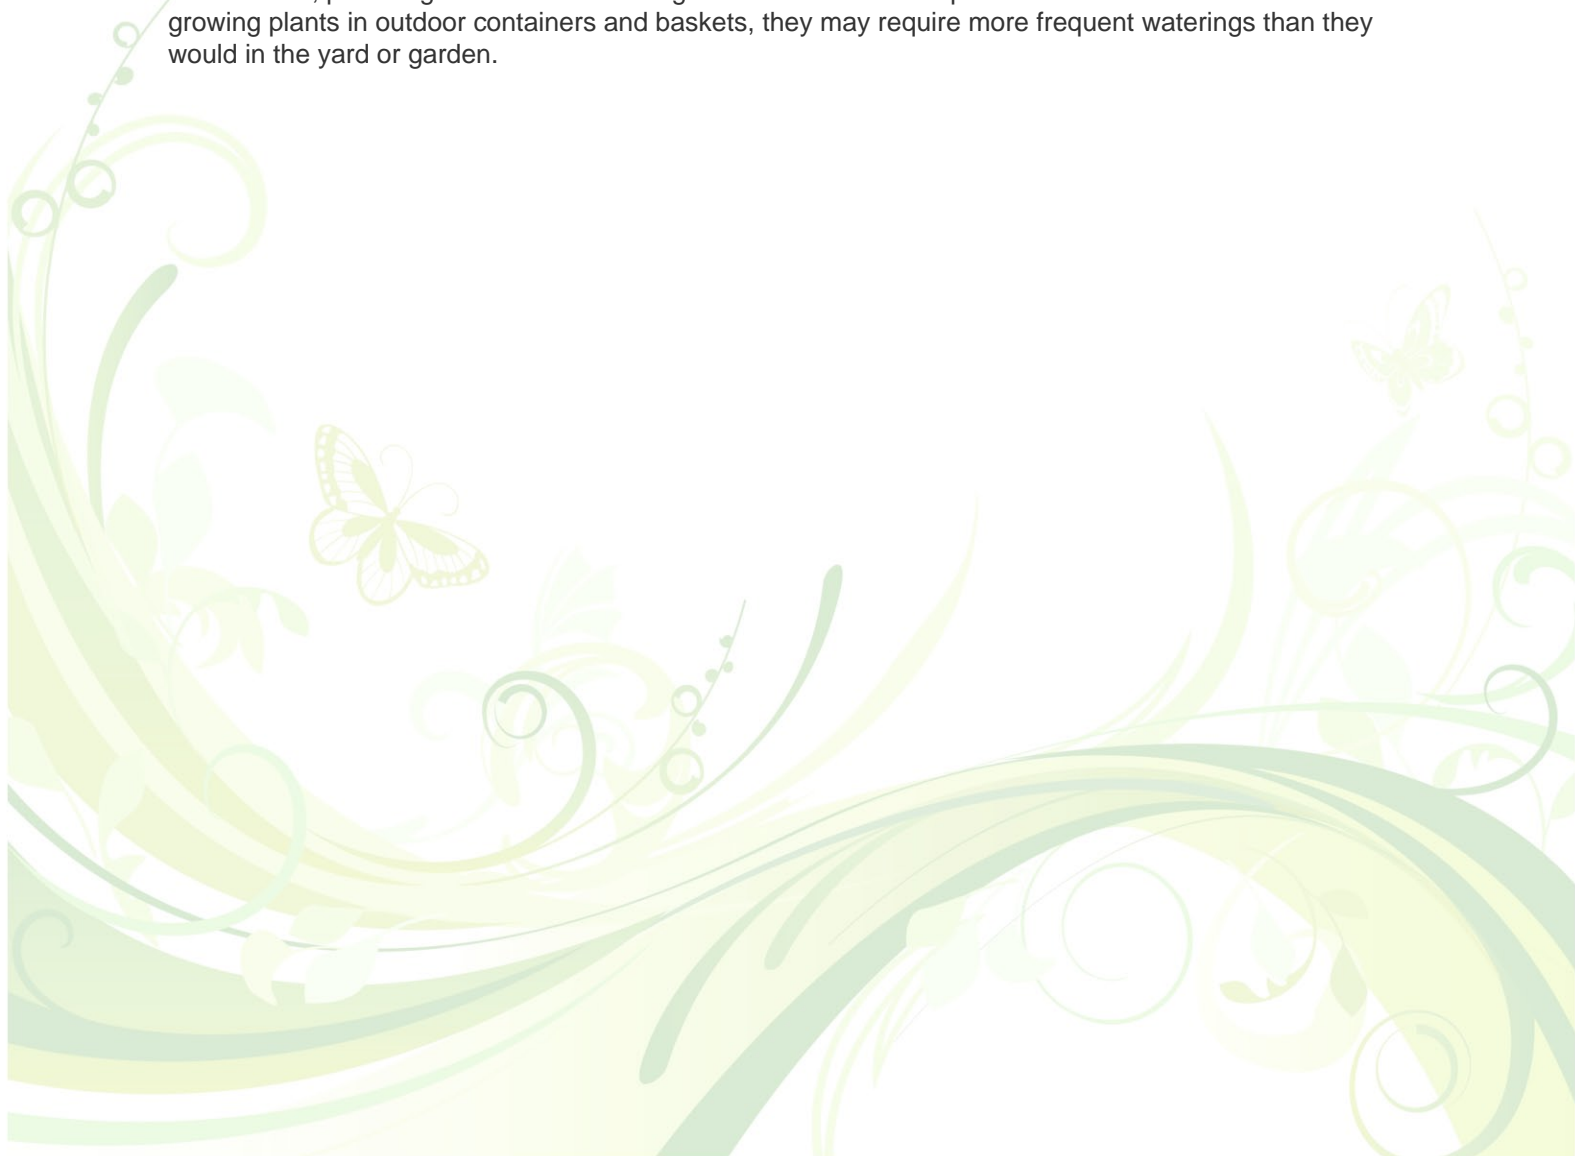 growing plants in outdoor containers and baskets, they may require more frequent waterings than they
would in the yard or garden.